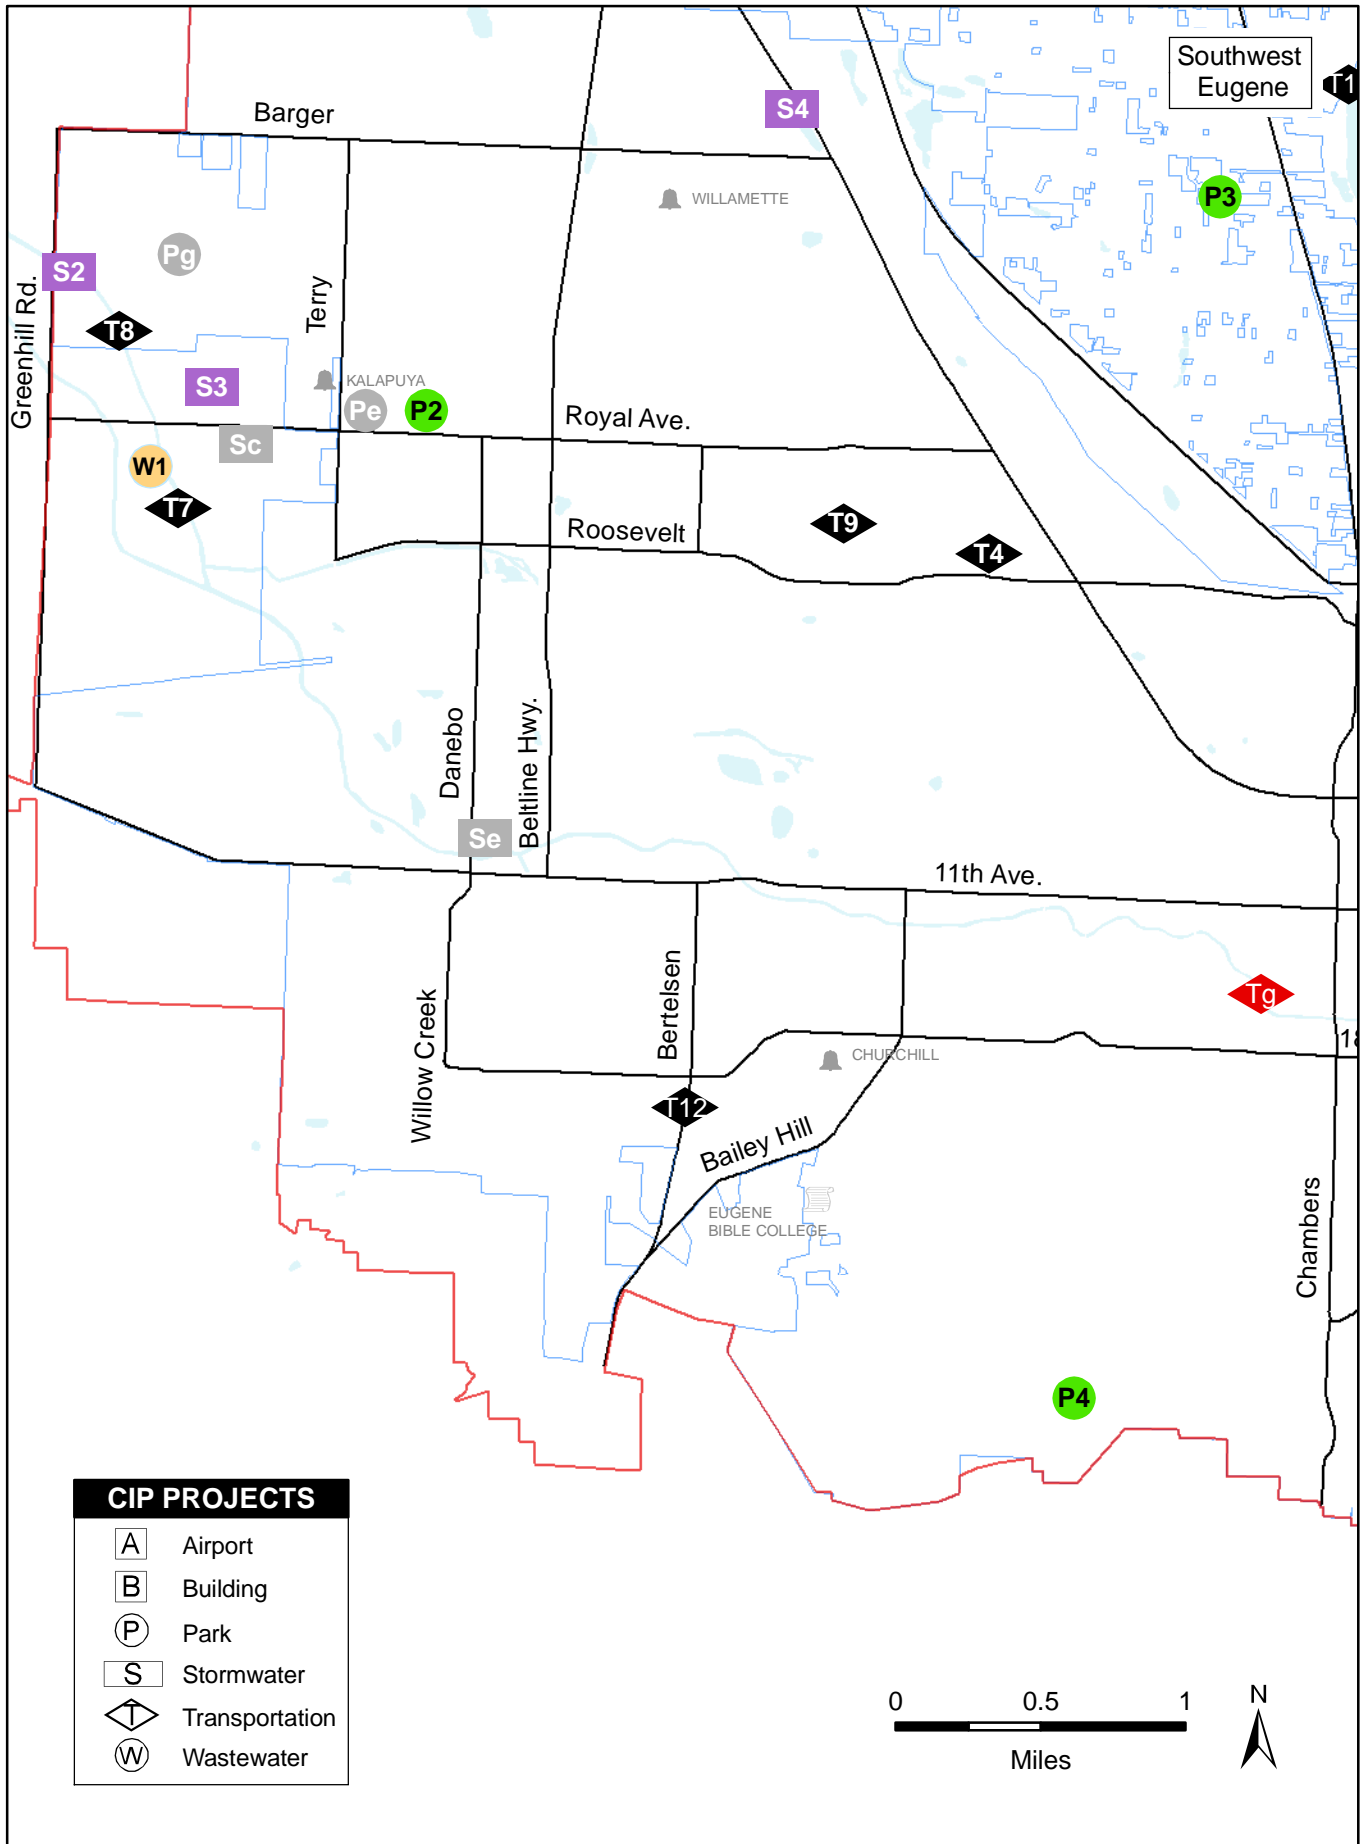 Southwest
Eugene
T1
Barger
S4
WILLAMETTE
P3
Pg
S2
Greenhill Rd.
T8
Terry
S3
KALAPUYA
Pe
P2
Royal Ave.
Sc
W1
T7
Roosevelt
T9
T4
Danebo
Beltline Hwy.
Se
11th Ave.
Willow Creek
Bertelsen
Tg
18
CHURCHILL
T12
Bailey Hill
EUGENE
BIBLE COLLEGE
Chambers
P4
CIP PROJECTS
A Airport
B Building
P Park
S Stormwater
T Transportation
W Wastewater
0 0.5 1
Miles
N